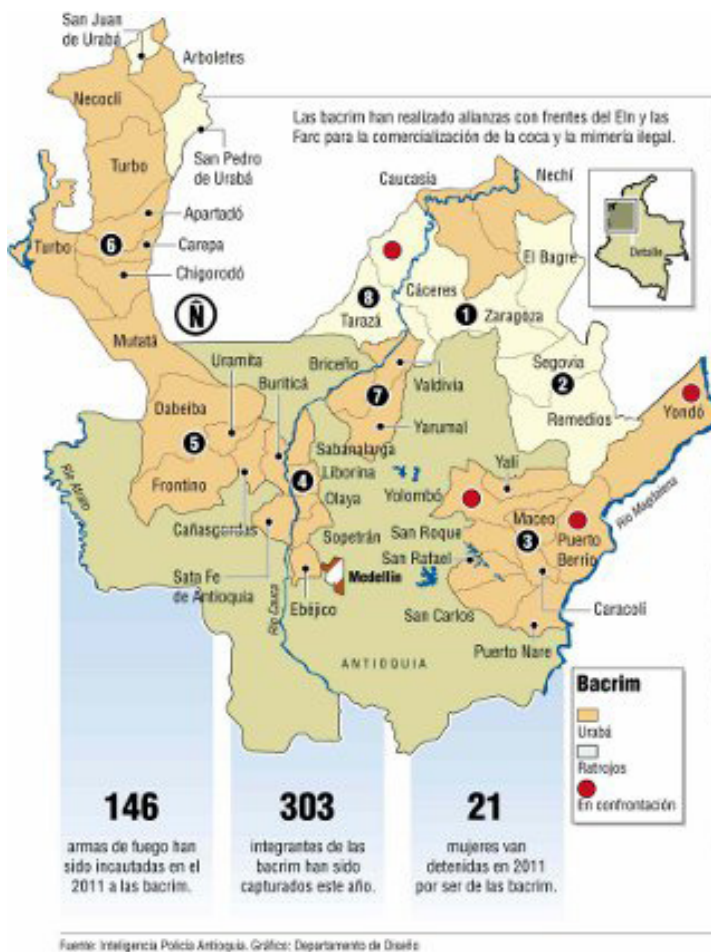 San Juan
de Urabá
Arboletes
Necoclí
Las bacrim han realizado alianzas con frentes del Eln y las
Farc para la comercialización de la coca y la mimería ilegal.
San Pedro
de Urabá
Turbo
Caucasia
Nechí
Apartadó
6
Carepa
Turbo
Chigorodó
El Bagre
Detalle
N
8
Tarazá
Cáceres
1
Zaragoza
Mutatá
Uramita
Buriticá
Briceño
Valdivia
Segovia
2
Remedios
7
Yarumal
Yondó
Dabeiba
5
Frontino
Sabanalarga
4
Liborina
Olaya
Yalí
Yolombó
Río Magdalena
Río Atrato
Cañasgordas
Sopetrán
San Roque
Maceo
3
Puerto
Berrío
San Rafael
Sata Fe
de Antioquia
Río Cauca
Ebéjico
Medellín
San Carlos
Caracolí
Puerto Nare
ANTIOQUIA
Bacrim
Urabá
Ratrojos
En confrontación
146
armas de fuego han
sido incautadas en el
2011 a las bacrim.
303
integrantes de las
bacrim han sido
capturados este año.
21
mujeres van
detenidas en 2011
por ser de las bacrim.
Fuente: Inteligencia Policía Antioquia. Gráfico: Departamento de Diseño